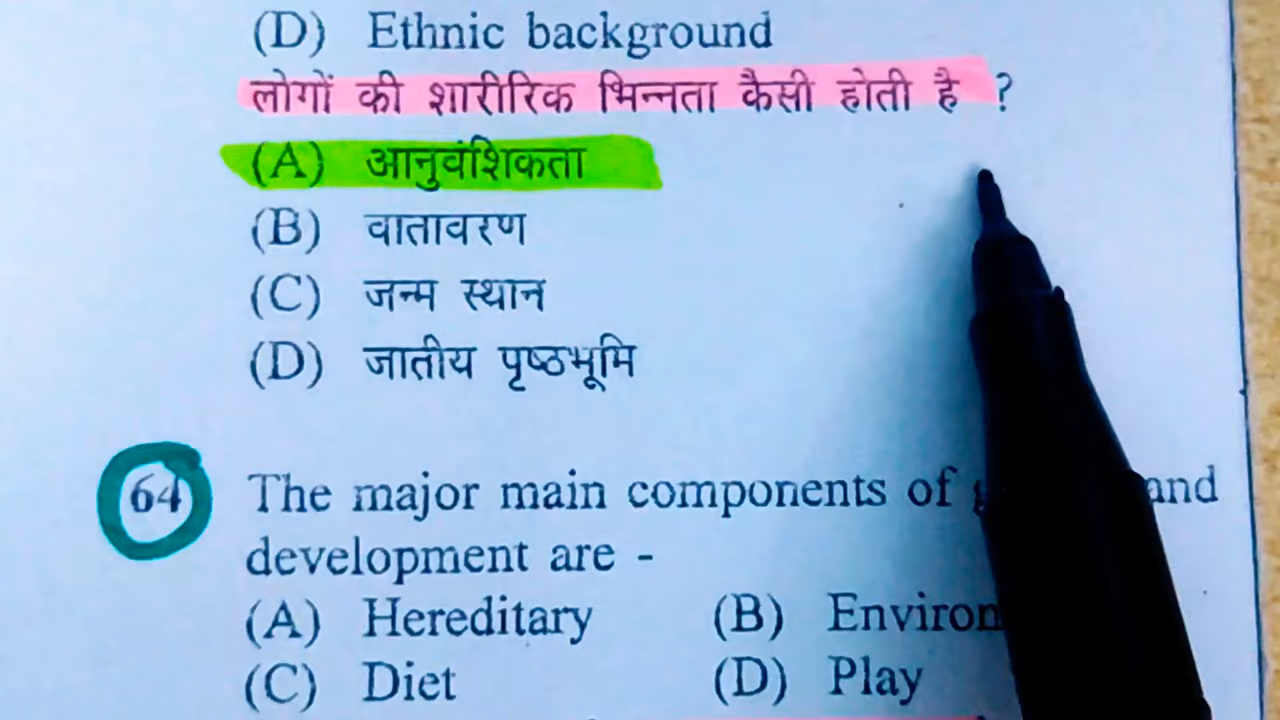 (D) Ethnic background
लोगों की शारीरिक भिन्नता कैसी होती है ?
(A) आनुवंशिकता
(B) वातावरण
(C) जन्म स्थान
(D) जातीय पृष्ठभूमि
64 The major main components of and
development are -
(A) Hereditary (B) Environ
(C) Diet (D) Play